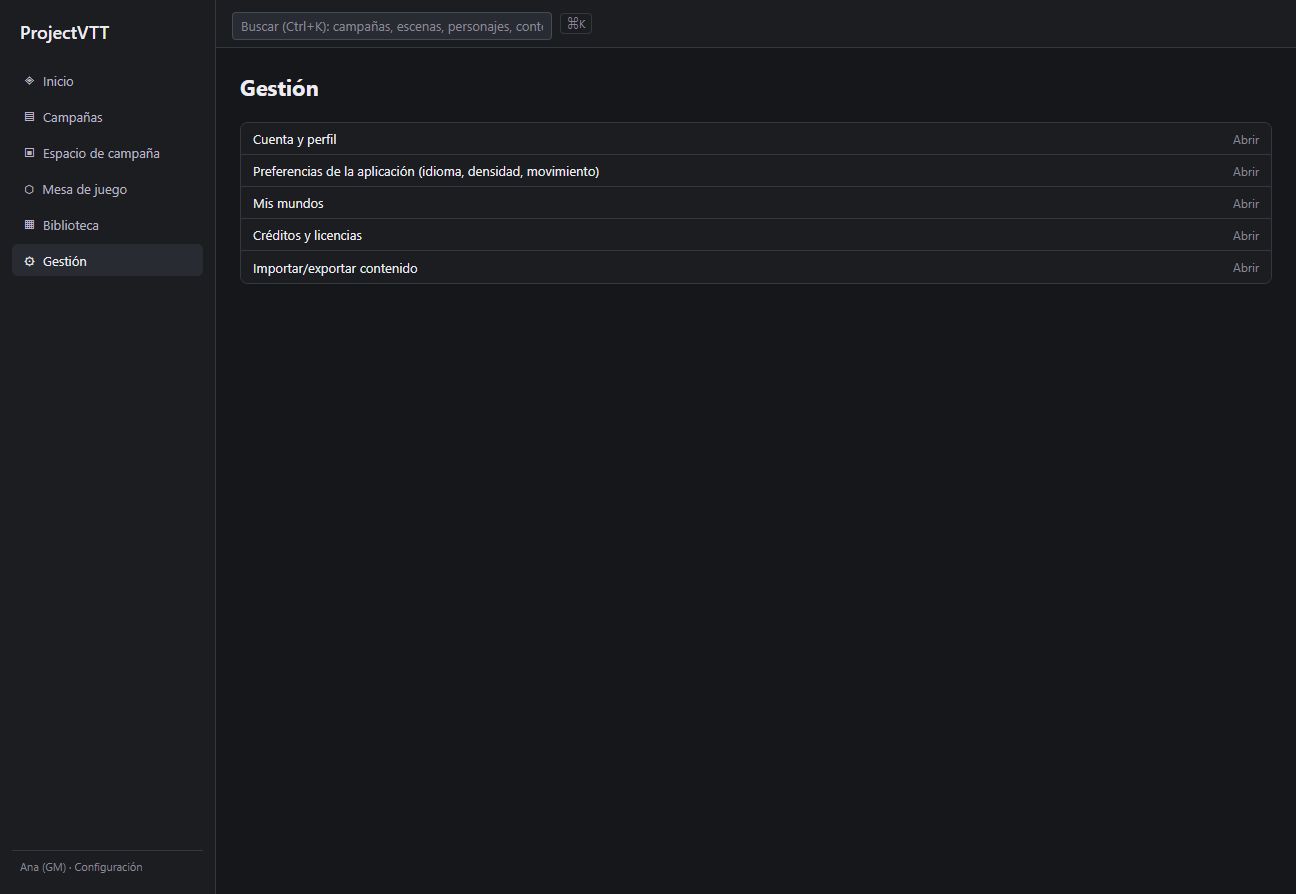 ProjectVTT
Inicio
Campañas
Espacio de campaña
Mesa de juego
Biblioteca
Gestión
Ana (GM) · Configuración
Buscar (Ctrl+K): campañas, escenas, personajes, cont
⌘K
Gestión
Cuenta y perfil Abrir
Preferencias de la aplicación (idioma, densidad, movimiento) Abrir
Mis mundos Abrir
Créditos y licencias Abrir
Importar/exportar contenido Abrir